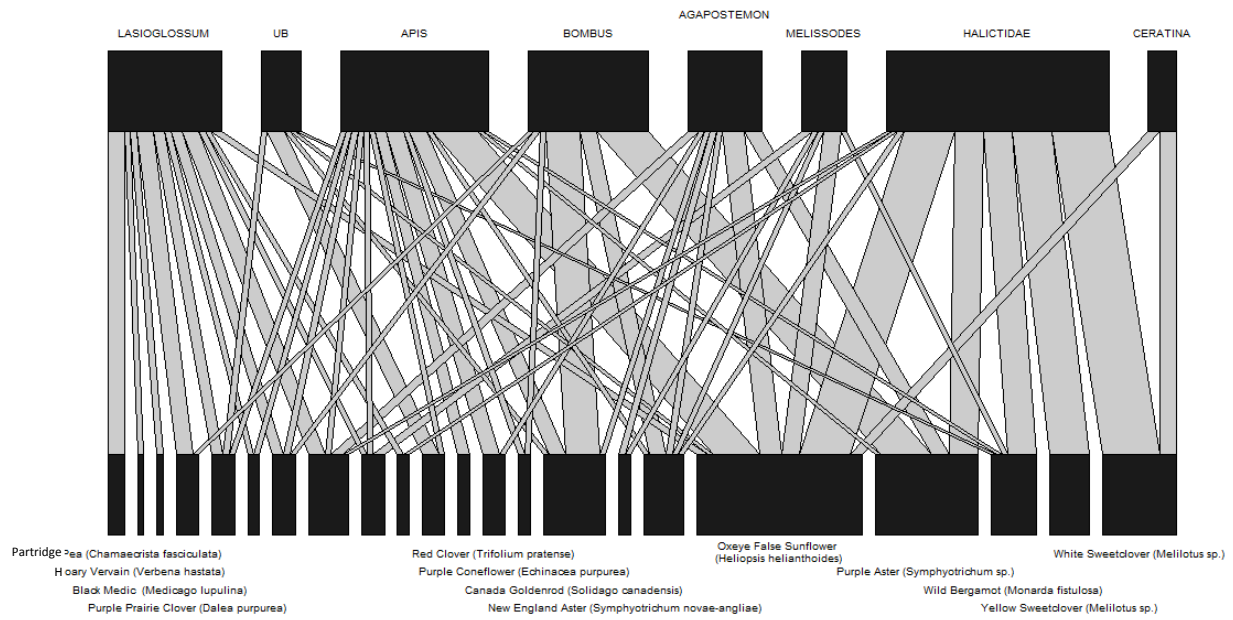 AGAPOSTEMON
LASIOGLOSSUM UB APIS BOMBUS MELISSODES HALICTIDAE CERATINA
Partridge Pea (Chamaecrista fasciculata) Red Clover (Trifolium pratense) Oxeye False Sunflower White Sweetclover (Melilotus sp.)
(Heliopsis helianthoides)
Hoary Vervain (Verbena hastata) Purple Coneflower (Echinacea purpurea) Purple Aster (Symphyotrichum sp.)
Black Medic (Medicago lupulina) Canada Goldenrod (Solidago canadensis) Wild Bergamot (Monarda fistulosa)
Purple Prairie Clover (Dalea purpurea) New England Aster (Symphyotrichum novae-angliae) Yellow Sweetclover (Melilotus sp.)